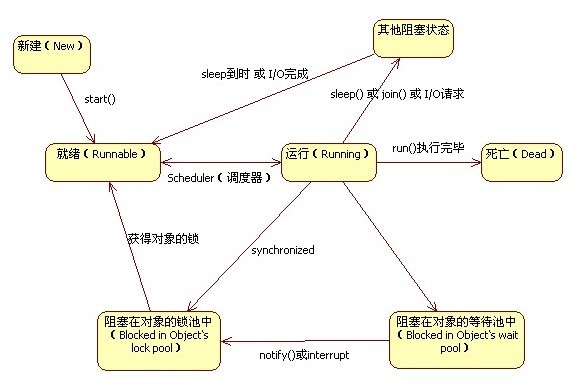 其他阻塞状态
新建（New）
sleep到时 或 I/O完成
sleep() 或 join() 或 I/O请求
start()
就绪（Runnable）
运行（Running）
run()执行完毕
死亡（Dead）
Scheduler（调度器）
获得对象的锁
synchronized
阻塞在对象的锁池中
（Blocked in Object's
lock pool）
阻塞在对象的等待池中
（Blocked in Object's wait
pool）
notify()或interrupt